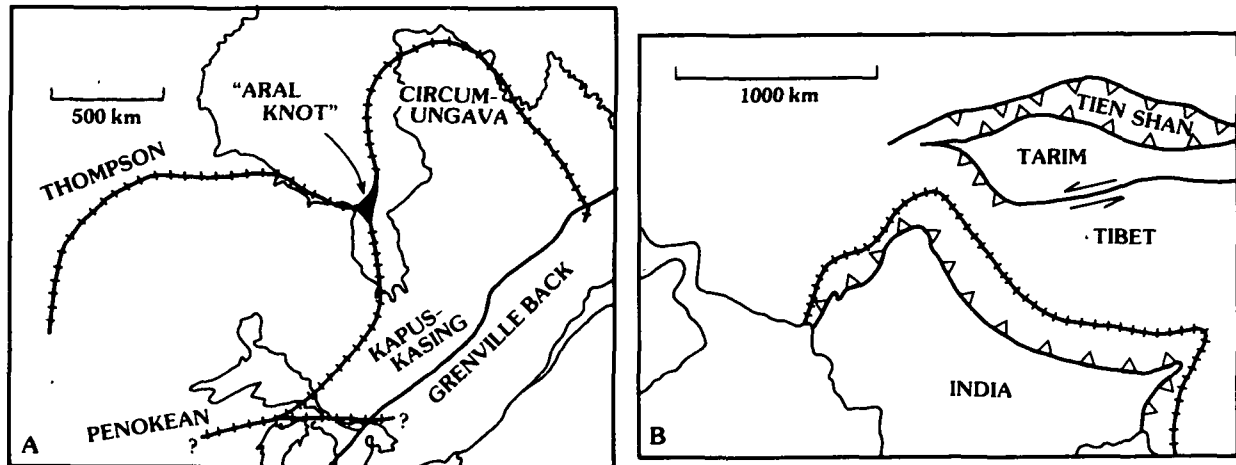 500 km
"ARAL
KNOT"
CIRCUM-
UNGAVA
THOMPSON
KAPUS-
KASING
GRENVILLE BACK
PENOKEAN
?
?
A
1000 km
TIEN SHAN
TARIM
TIBET
INDIA
B